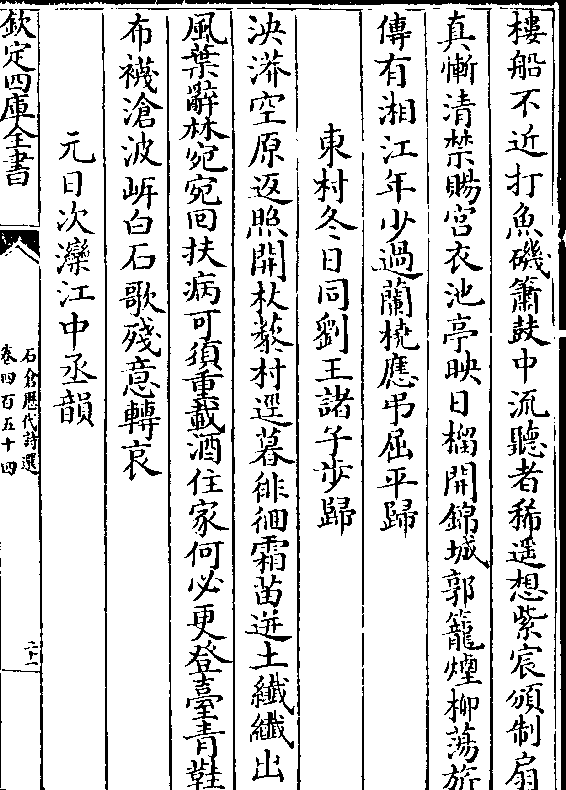 樓船不近打魚磯簫鼓中流聽者稀遥想紫宸頒制扇
真慚清禁賜宮衣池亭映日榴開錦城郭籠煙柳蕩旂
傳有湘江年少過蘭橈應弔屈平歸
東村冬日同劉王諸子步歸
泱漭空原返照開杖藜村逕暮徘徊霜苗迸土纖纖出
風葉辭林宛宛回扶病可須重載酒住家何必更登臺青鞋
布襪滄波㟁白石歌殘意轉哀
元日次灤江中丞韻
欽定四庫全書
石倉歷代詩選
卷四百五十四